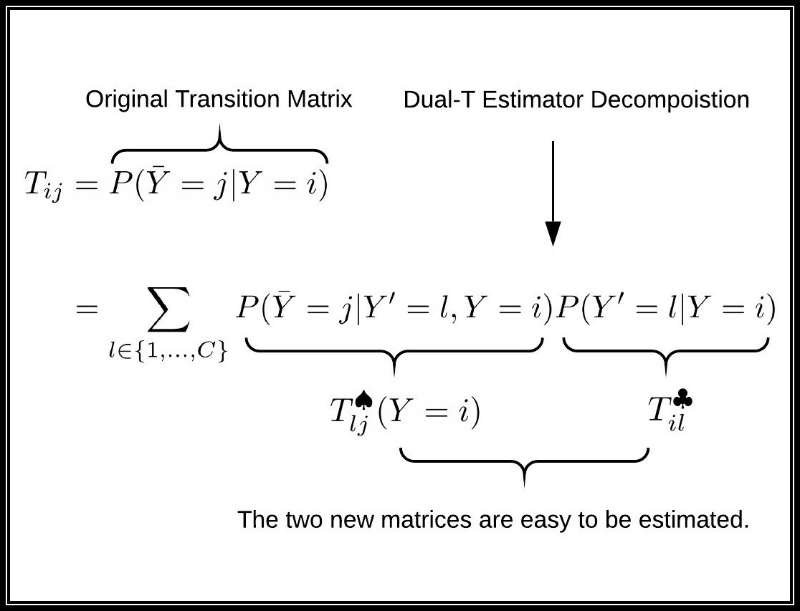 Original Transition Matrix
Dual-T Estimator Decompoistion
T_{ij} = P(Ȳ = j|Y = i)
= ∑_{l∈{1,...,C}} P(Ȳ = j|Y′ = l, Y = i)P(Y′ = l|Y = i)
T^♠_{lj}(Y = i)
T^♣_{il}
The two new matrices are easy to be estimated.